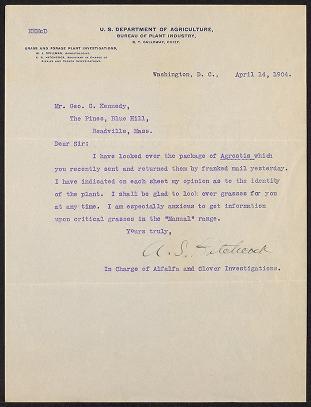 U. S. DEPARTMENT OF AGRICULTURE,
BUREAU OF PLANT INDUSTRY,
B. T. GALLOWAY, CHIEF.
GRASS AND FORAGE PLANT INVESTIGATIONS,
W. J. SPILLMAN, AGROSTOLOGIST.
A. S. HITCHCOCK, ASSISTANT IN CHARGE OF
ALFALFA AND CLOVER INVESTIGATIONS.
Washington, D. C., April 14, 1904.
Mr. Geo. G. Kennedy,
The Pines, Blue Hill,
Readville, Mass.
Dear Sir:
I have looked over the package of Agrostis which
you recently sent and returned them by franked mail yesterday.
I have indicated on each sheet my opinion as to the identity
of the plant. I shall be glad to look over grasses for you
at any time. I am especially anxious to get information
upon critical grasses in the "Manual" range.
Yours truly,
A. S. Hitchcock
In Charge of Alfalfa and Clover Investigations.